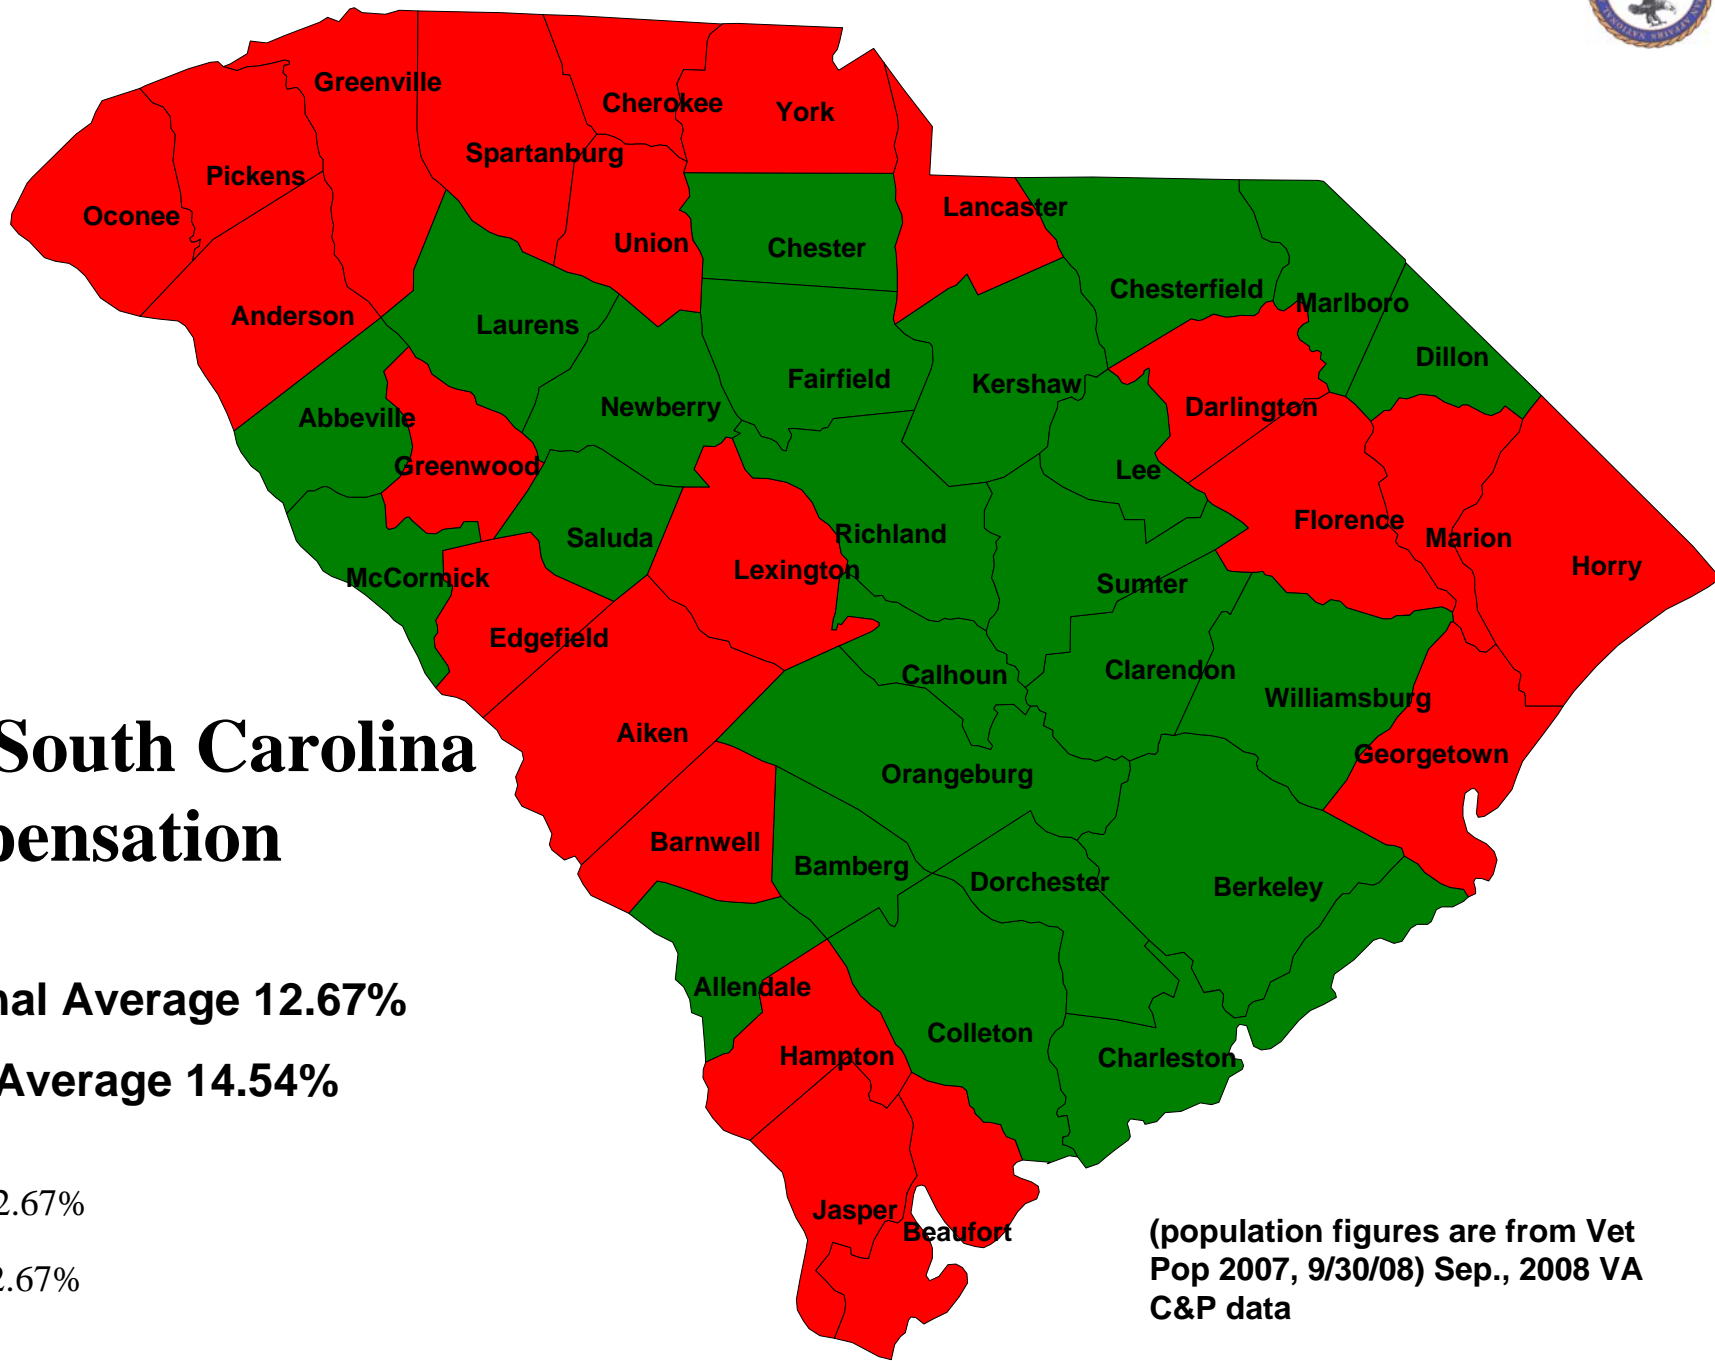 AN AFFAIRS NATIONAL
Greenville
Cherokee
York
Spartanburg
Pickens
Lancaster
Oconee
Union
Chester
Chesterfield
Marlboro
Anderson
Laurens
Dillon
Fairfield
Kershaw
Newberry
Darlington
Abbeville
Greenwood
Lee
Florence
Richland
Saluda
Marion
Horry
Lexington
McCormick
Sumter
Edgefield
Clarendon
Calhoun
Williamsburg
Aiken
Georgetown
South Carolina
Orangeburg
pensation
Barnwell
Bamberg
Dorchester
Berkeley
Allendale
nal Average 12.67%
Colleton
Hampton
Charleston
Average 14.54%
2.67%
Jasper
Beaufort
2.67%
(population figures are from Vet
Pop 2007, 9/30/08) Sep., 2008 VA
C&P data